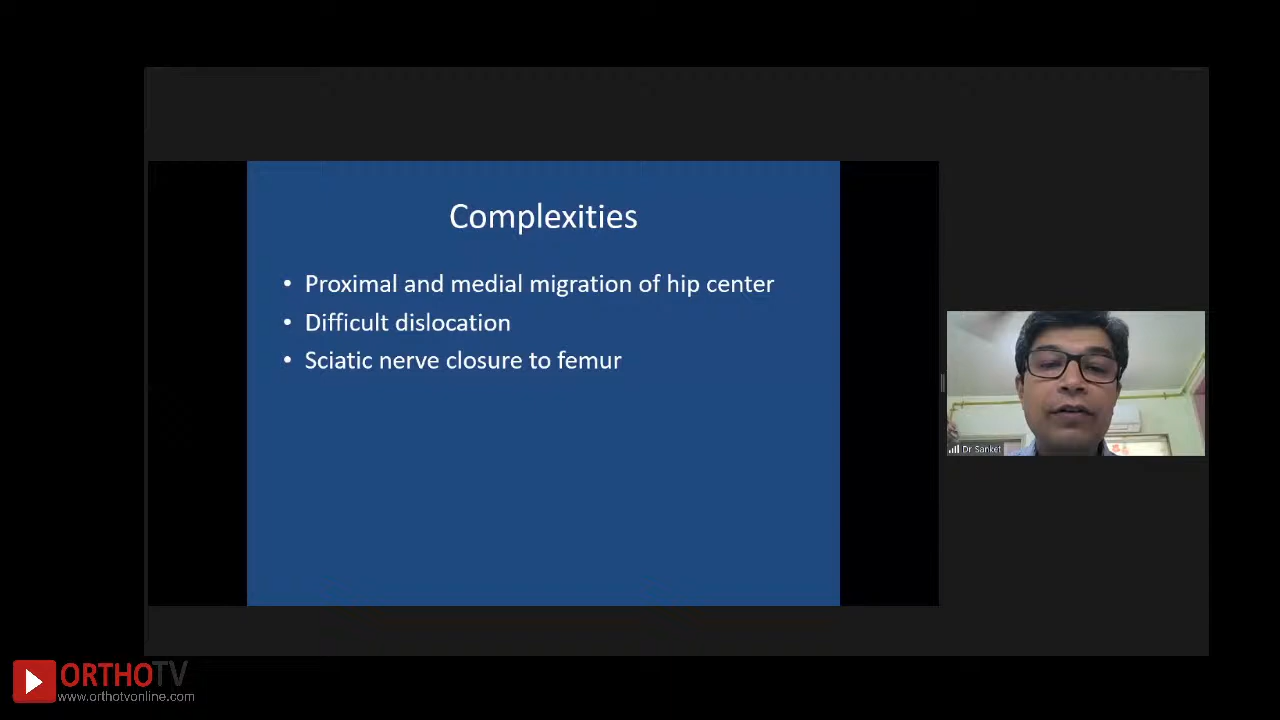 Complexities
• Proximal and medial migration of hip center
• Difficult dislocation
• Sciatic nerve closure to femur
Dr Sanket
ORTHOTV
www.orthotvonline.com